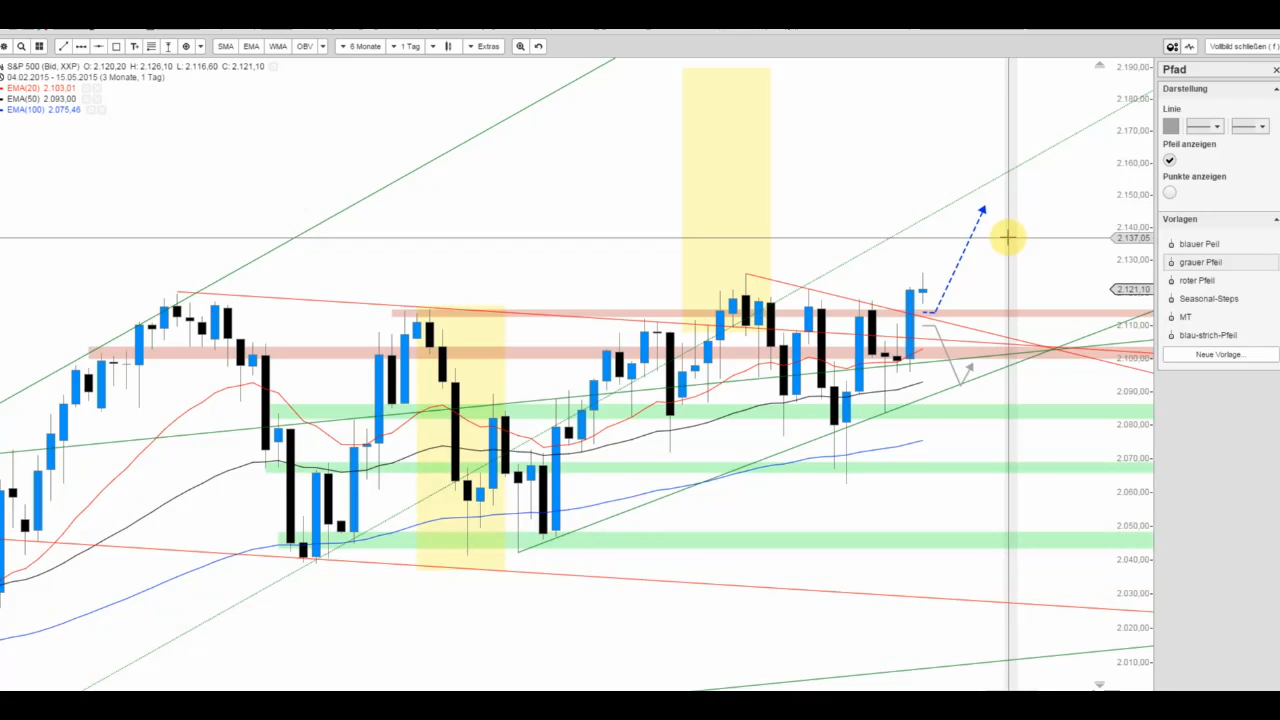 SMA EMA WMA OBV 6 Monate 1 Tag Extras Vollbild schließen ( f )
S&P 500 (Bid, XXP) O: 2.120,20 H: 2.126,10 L: 2.116,60 C: 2.121,10
04.02.2015 - 15.05.2015 (3 Monate, 1 Tag)
EMA(20) 2.103,01
EMA(50) 2.093,00
EMA(100) 2.075,46
2.190,00
2.180,00
2.170,00
2.160,00
2.150,00
2.140,00
2.137,05
2.130,00
2.121,10
2.110,00
2.100,00
2.090,00
2.080,00
2.070,00
2.060,00
2.050,00
2.040,00
2.030,00
2.020,00
2.010,00
Pfad
Darstellung
Linie
Pfeil anzeigen
Punkte anzeigen
Vorlagen
blauer Peil
grauer Pfeil
roter Pfeil
Seasonal-Steps
MT
blau-strich-Pfeil
Neue Vorlage...